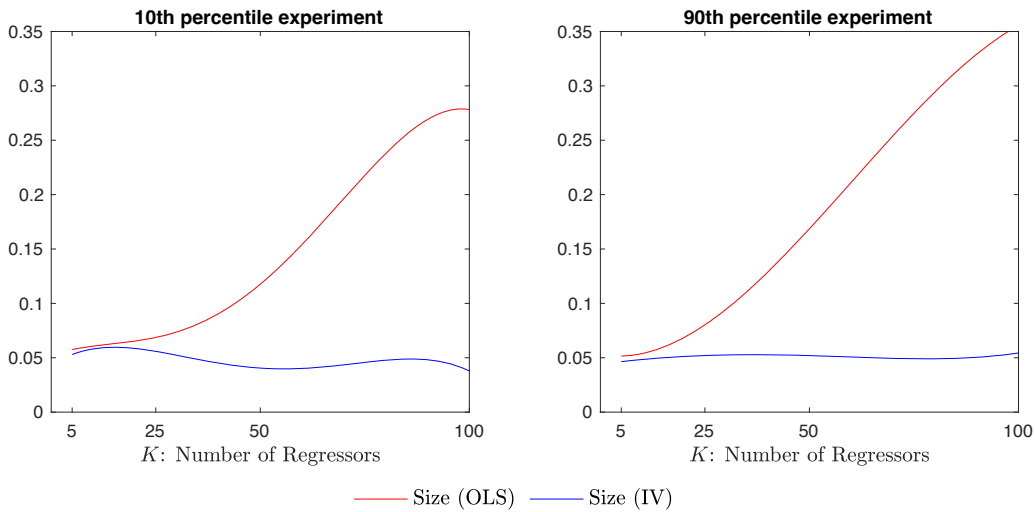 10th percentile experiment
0.35
0.3
0.25
0.2
0.15
0.1
0.05
0
5 25 50 100
K: Number of Regressors
90th percentile experiment
0.35
0.3
0.25
0.2
0.15
0.1
0.05
0
5 25 50 100
K: Number of Regressors
Size (OLS) Size (IV)